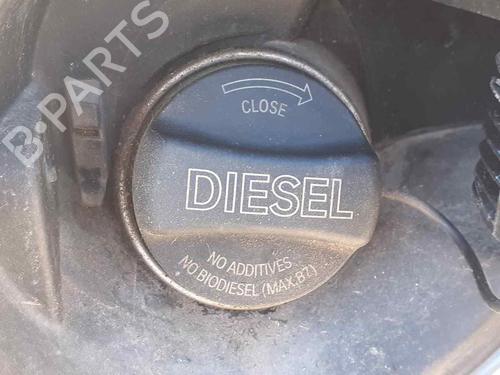 B-PARTS
CLOSE
DIESEL
NO ADDITIVES
NO BIODIESEL (MAX.B7)